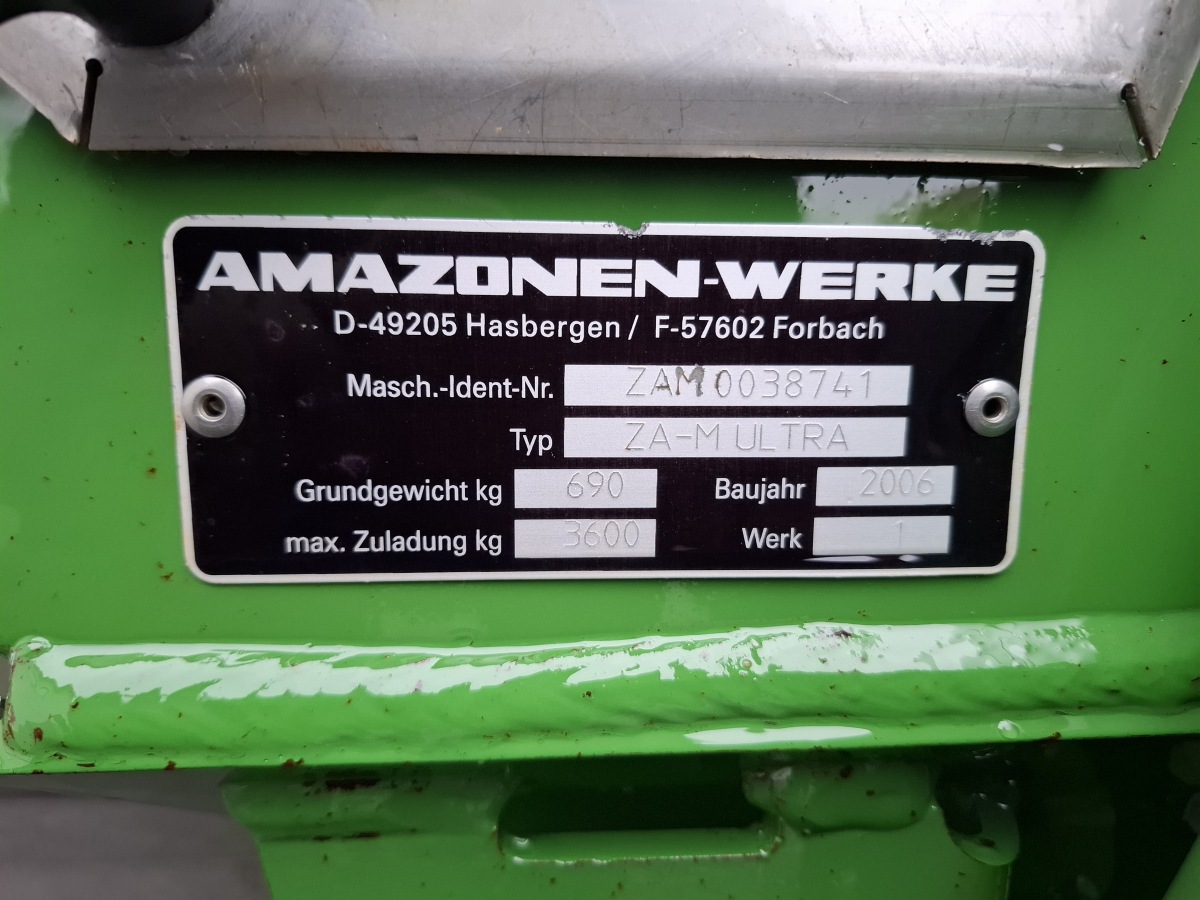 AMAZONEN-WERKE
D-49205 Hasbergen / F-57602 Forbach
Masch.-Ident-Nr. ZAM0038741
Typ ZA-M ULTRA
Grundgewicht kg 690 Baujahr 2006
max. Zuladung kg 3600 Werk 1